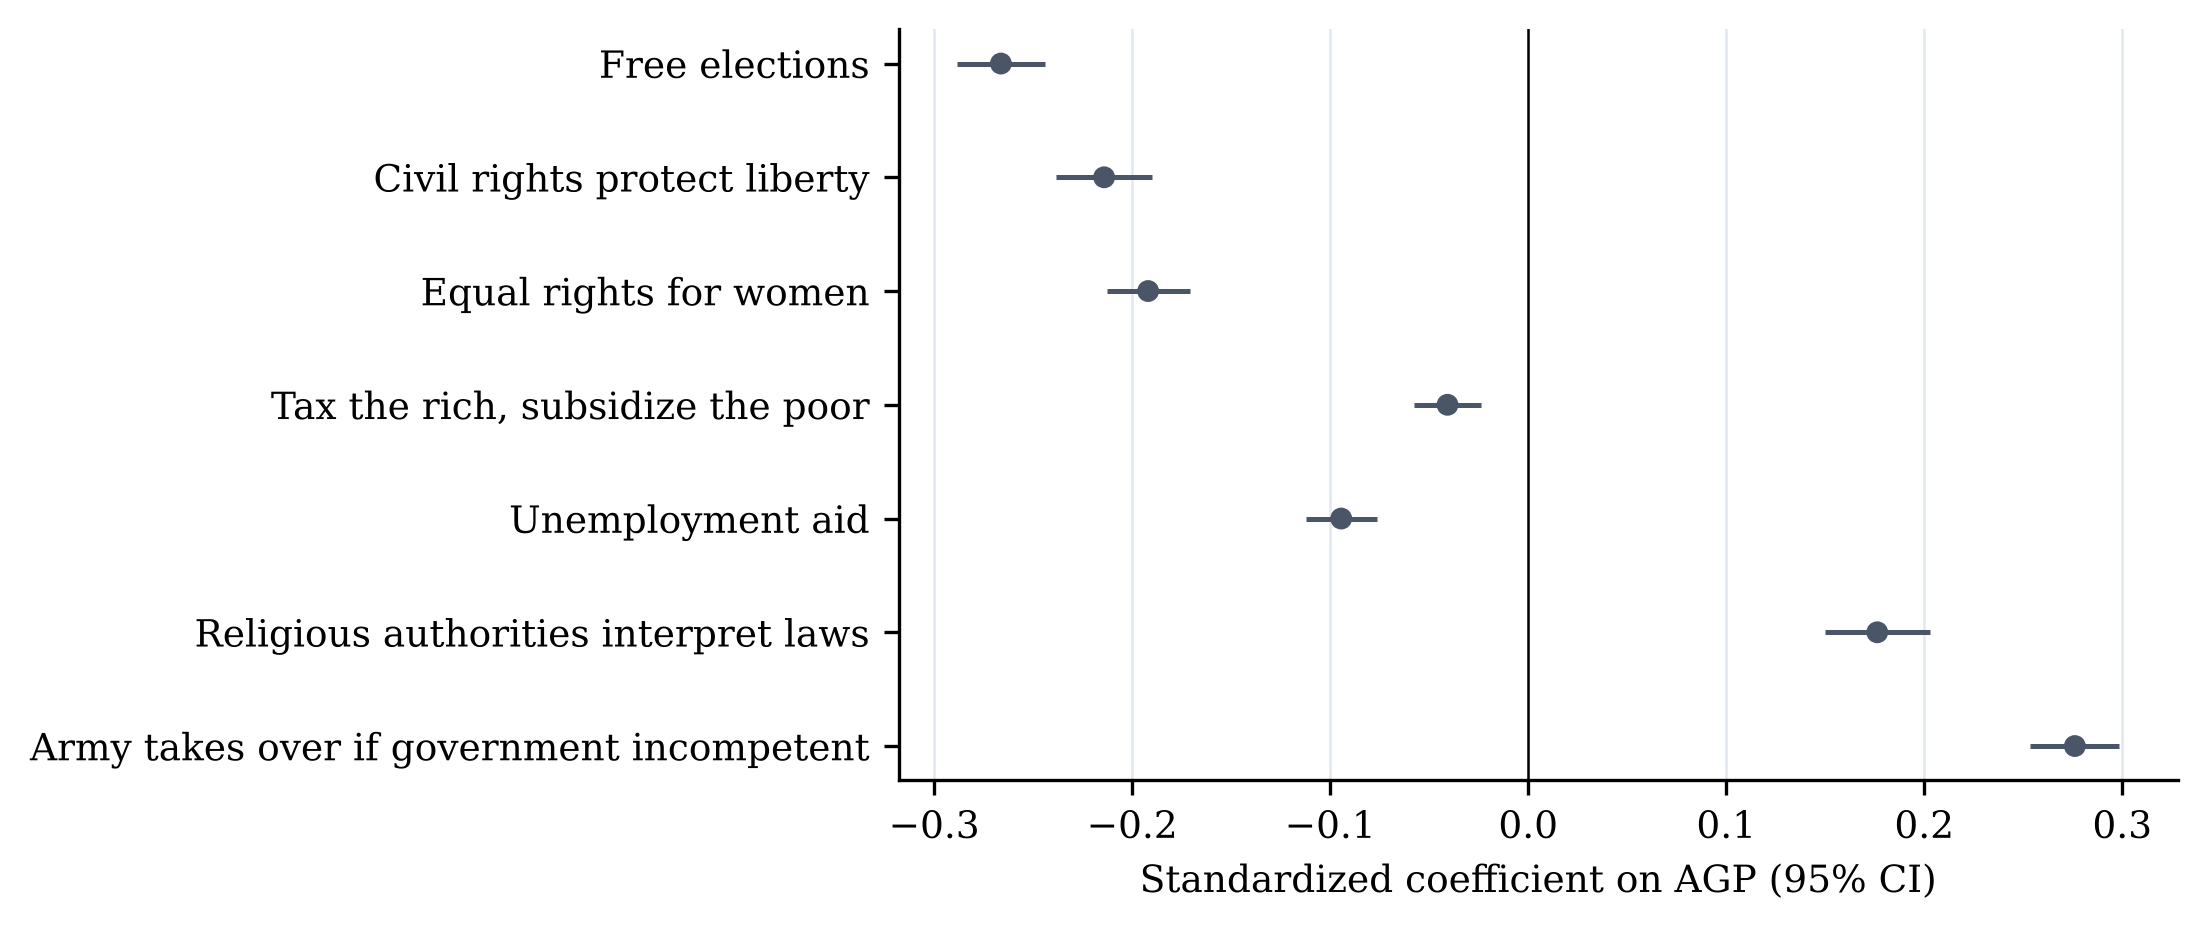 Free elections
Civil rights protect liberty
Equal rights for women
Tax the rich, subsidize the poor
Unemployment aid
Religious authorities interpret laws
Army takes over if government incompetent
−0.3 −0.2 −0.1 0.0 0.1 0.2 0.3
Standardized coefficient on AGP (95% CI)